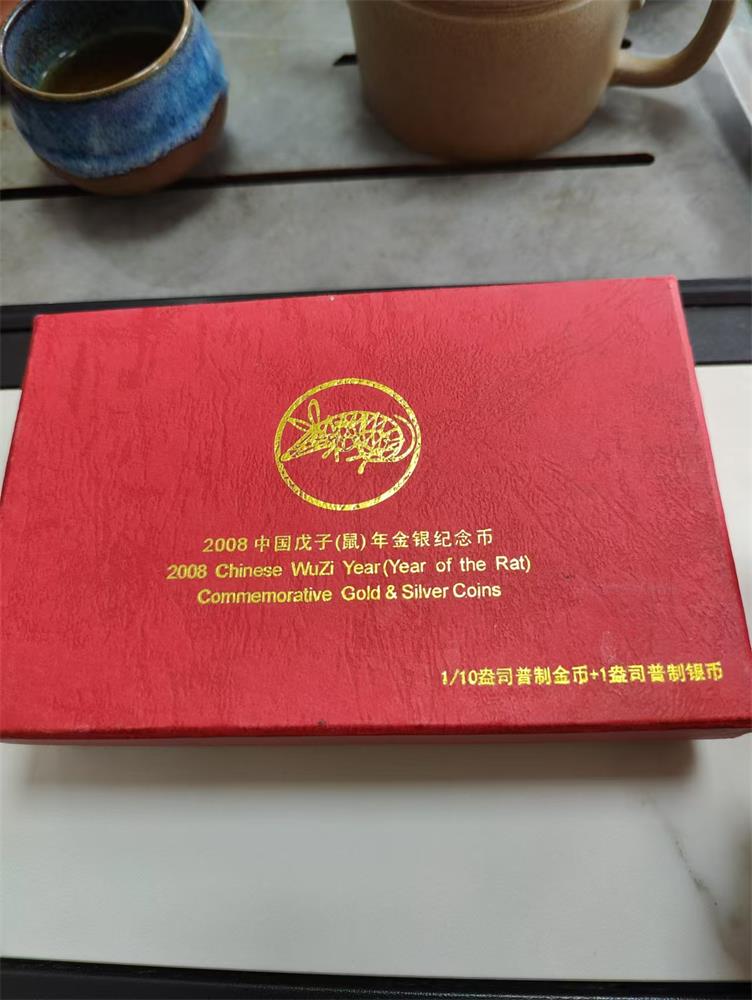 2008 中国戊子(鼠)年金银纪念币
2008 Chinese WuZi Year(Year of the Rat)
Commemorative Gold & Silver Coins
1/10盎司普制金币+1盎司普制银币